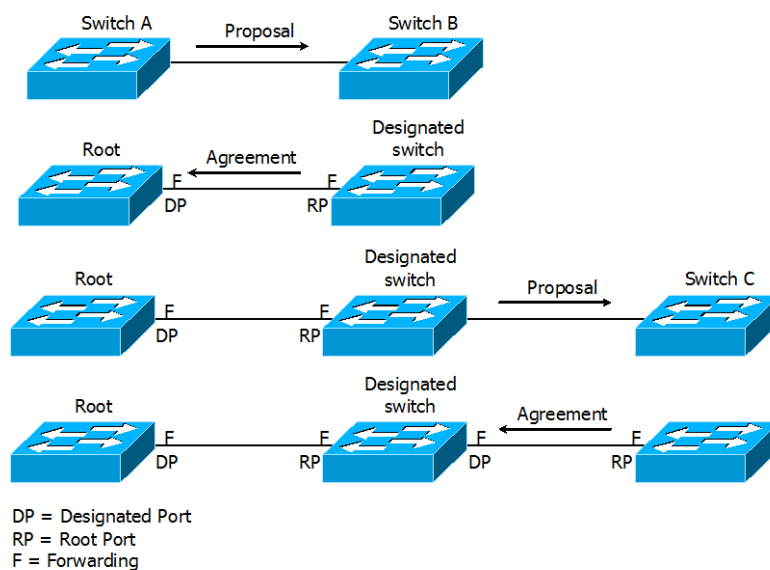 Switch A
Proposal
Switch B
Root
Agreement
Designated
switch
F
F
DP
RP
Root
Designated
switch
Proposal
Switch C
F
F
DP
RP
Root
Designated
switch
Agreement
F
F
F
F
DP
RP
DP
RP
DP = Designated Port
RP = Root Port
F = Forwarding